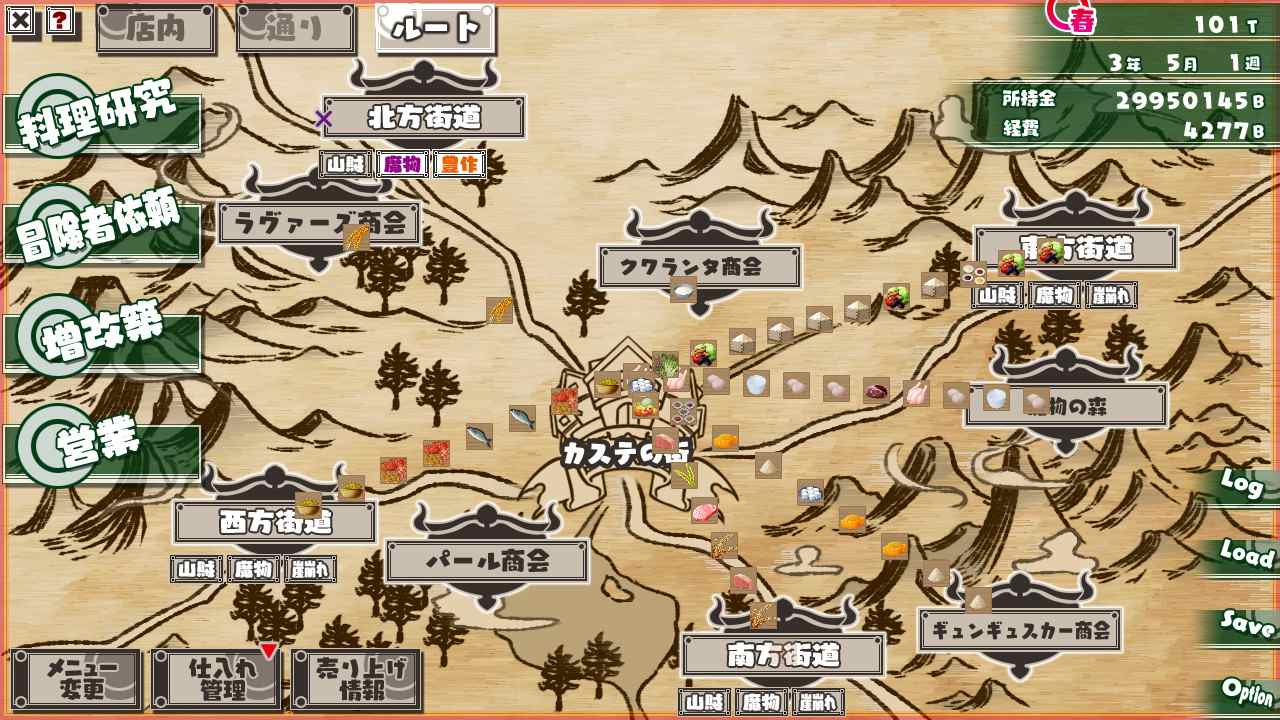 店内
通り
ルート
春
101T
3年 5月 1週
所持金 29950145B
経費 4277B
料理研究
冒険者依頼
増改築
営業
北方街道
山賊 魔物 豊作
ラヴァーズ商会
クワランタ商会
東方街道
山賊 魔物 崖崩れ
魔物の森
カステの街
西方街道
山賊 魔物 崖崩れ
パール商会
南方街道
山賊 魔物 崖崩れ
ギュンギュスカー商会
Log
Load
Save
Option
メニュー
変更
仕入れ
管理
売り上げ
情報